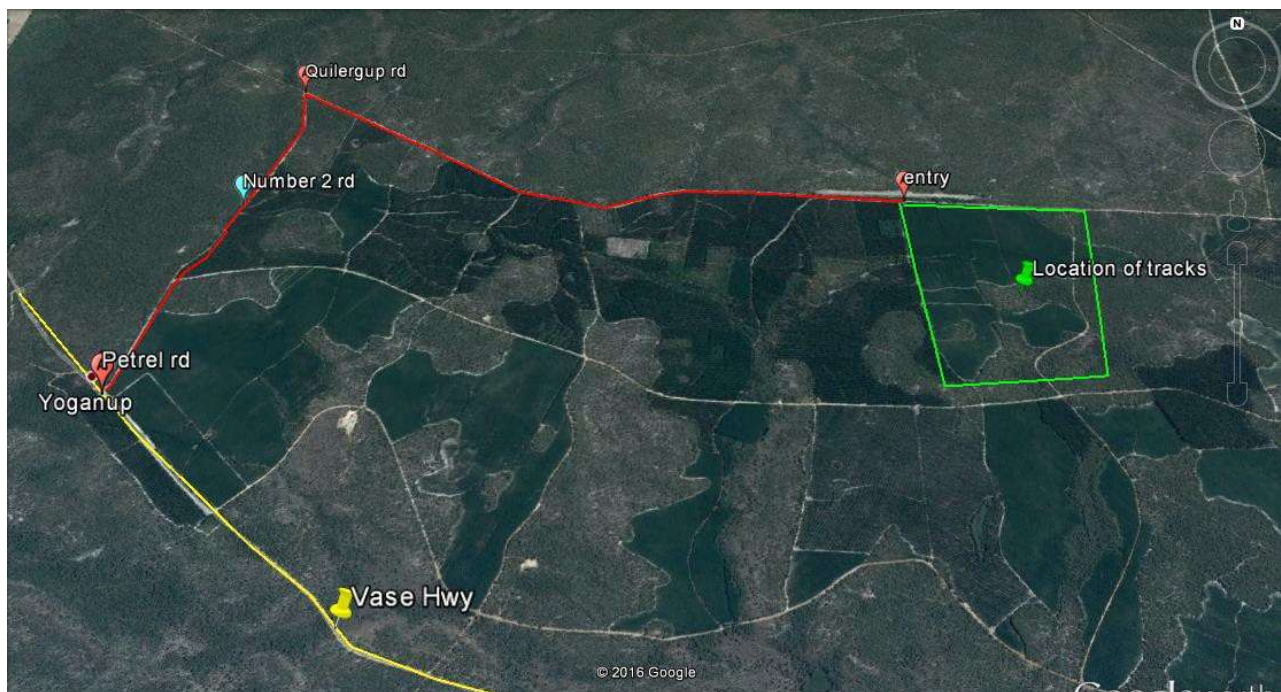 N
Quilergup rd
Number 2 rd
entry
Location of tracks
Petrel rd
Yoganup
Vase Hwy
© 2016 Google